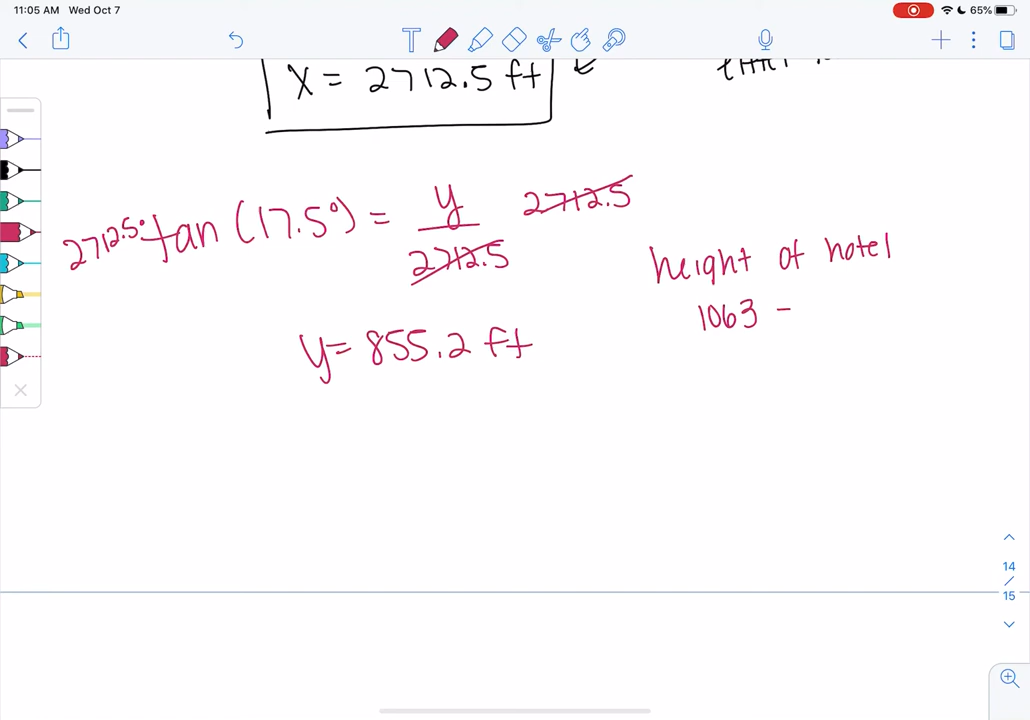 11:05 AM Wed Oct 7
65%
T
x = 2712.5 ft
2712.5° tan (17.5°) = y / 2712.5 2712.5
height of hotel
1063 -
y = 855.2 ft
14
/
15